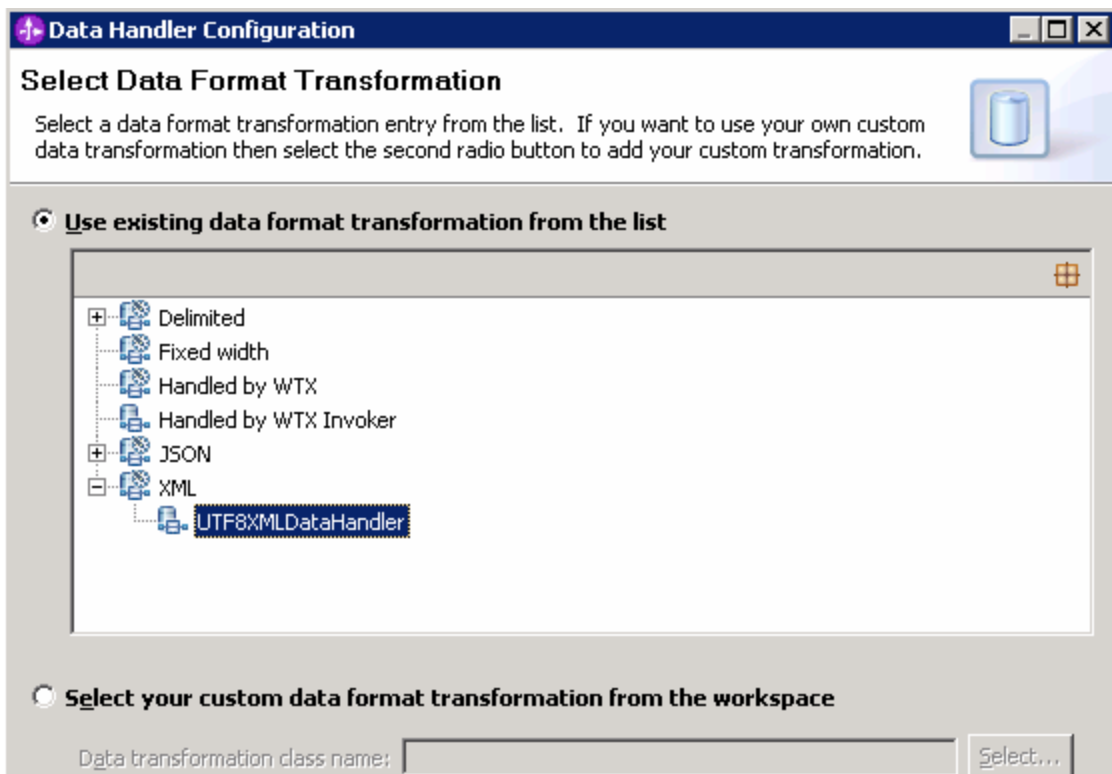 Data Handler Configuration
Select Data Format Transformation
Select a data format transformation entry from the list. If you want to use your own custom
data transformation then select the second radio button to add your custom transformation.
Use existing data format transformation from the list
Delimited
Fixed width
Handled by WTX
Handled by WTX Invoker
JSON
XML
UTF8XMLDataHandler
Select your custom data format transformation from the workspace
Data transformation class name: Select...